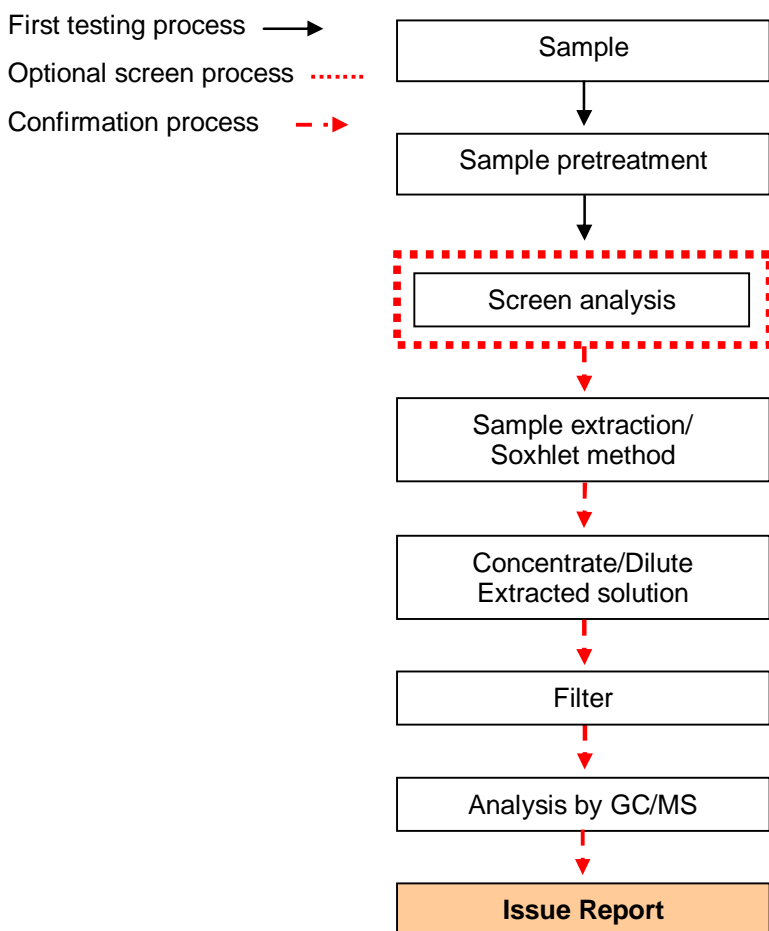 First testing process
Optional screen process
Confirmation process
Sample
Sample pretreatment
Screen analysis
Sample extraction/
Soxhlet method
Concentrate/Dilute
Extracted solution
Filter
Analysis by GC/MS
Issue Report